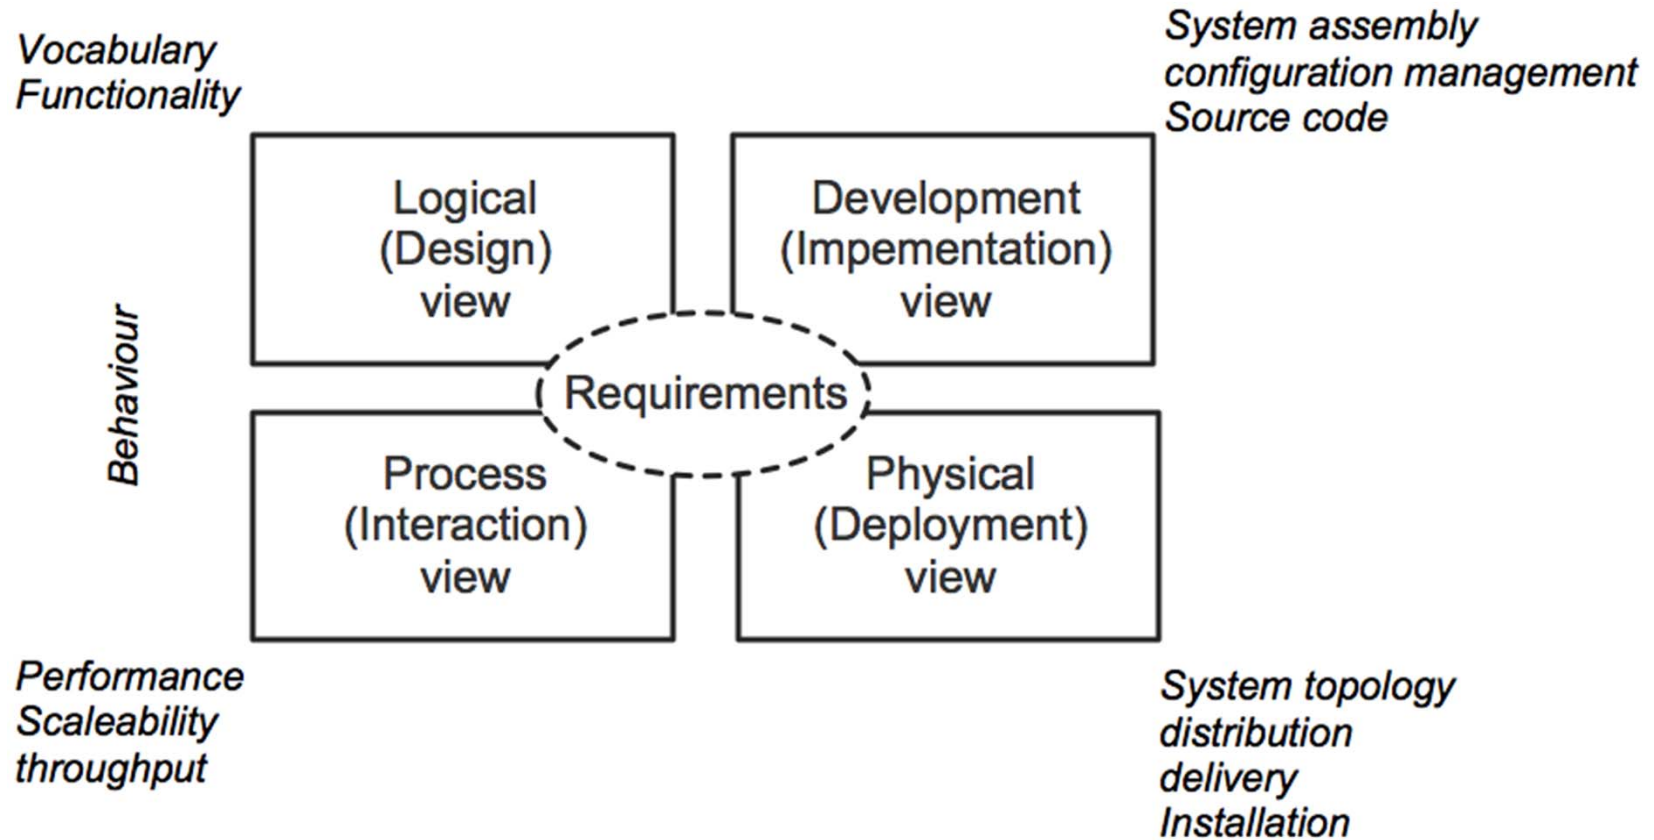 Vocabulary
Functionality
System assembly
configuration management
Source code
Logical
(Design)
view
Development
(Impementation)
view
Behaviour
Requirements
Process
(Interaction)
view
Physical
(Deployment)
view
Performance
Scaleability
throughput
System topology
distribution
delivery
Installation